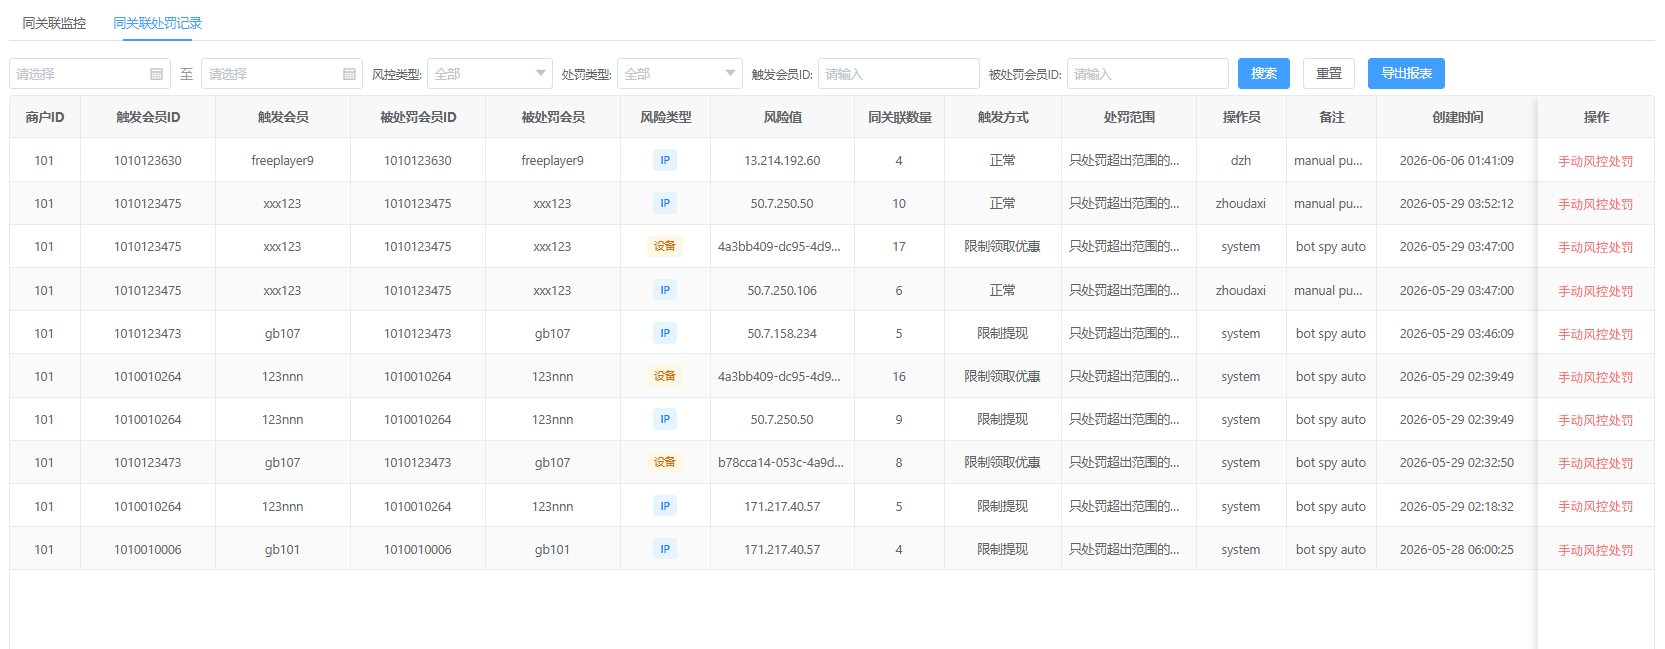 同关联监控 同关联处罚记录
请选择 至 请选择 风控类型: 全部 处罚类型: 全部 触发会员ID: 请输入 被处罚会员ID: 请输入 搜索 重置 导出报表
商户ID 触发会员ID 触发会员 被处罚会员ID 被处罚会员 风险类型 风险值 同关联数量 触发方式 处罚范围 操作员 备注 创建时间 操作
101 1010123630 freeplayer9 1010123630 freeplayer9 IP 13.214.192.60 4 正常 只处罚超出范围的... dzh manual pu... 2026-06-06 01:41:09 手动风控处罚
101 1010123475 xxx123 1010123475 xxx123 IP 50.7.250.50 10 正常 只处罚超出范围的... zhoudaxi manual pu... 2026-05-29 03:52:12 手动风控处罚
101 1010123475 xxx123 1010123475 xxx123 设备 4a3bb409-dc95-4d9... 17 限制领取优惠 只处罚超出范围的... system bot spy auto 2026-05-29 03:47:00 手动风控处罚
101 1010123475 xxx123 1010123475 xxx123 IP 50.7.250.106 6 正常 只处罚超出范围的... zhoudaxi manual pu... 2026-05-29 03:47:00 手动风控处罚
101 1010123473 gb107 1010123473 gb107 IP 50.7.158.234 5 限制提现 只处罚超出范围的... system bot spy auto 2026-05-29 03:46:09 手动风控处罚
101 1010010264 123nnn 1010010264 123nnn 设备 4a3bb409-dc95-4d9... 16 限制领取优惠 只处罚超出范围的... system bot spy auto 2026-05-29 02:39:49 手动风控处罚
101 1010010264 123nnn 1010010264 123nnn IP 50.7.250.50 9 限制提现 只处罚超出范围的... system bot spy auto 2026-05-29 02:39:49 手动风控处罚
101 1010123473 gb107 1010123473 gb107 设备 b78cca14-053c-4a9d... 8 限制领取优惠 只处罚超出范围的... system bot spy auto 2026-05-29 02:32:50 手动风控处罚
101 1010010264 123nnn 1010010264 123nnn IP 171.217.40.57 5 限制提现 只处罚超出范围的... system bot spy auto 2026-05-29 02:18:32 手动风控处罚
101 1010010006 gb101 1010010006 gb101 IP 171.217.40.57 4 限制提现 只处罚超出范围的... system bot spy auto 2026-05-28 06:00:25 手动风控处罚